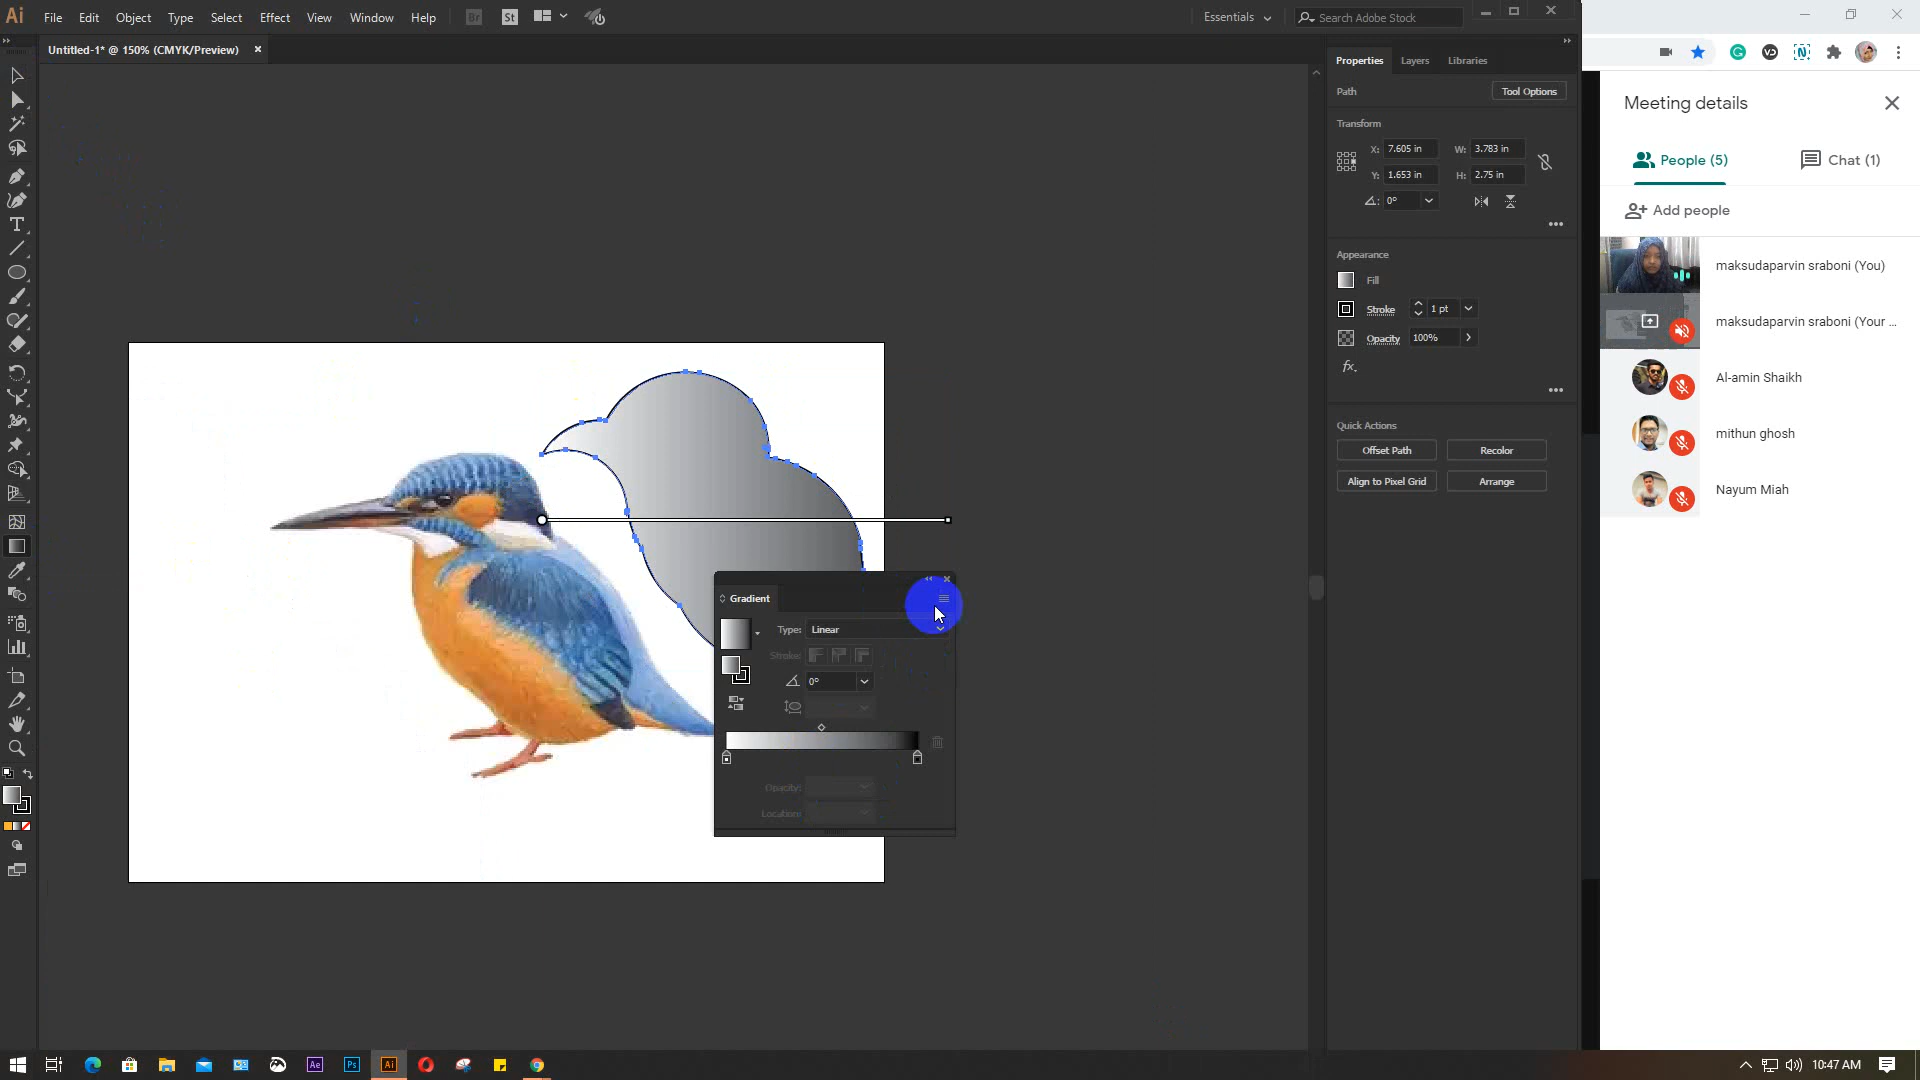 Ai File Edit Object Type Select Effect View Window Help Br St Essentials Search Adobe Stock
Untitled-1* @ 150% (CMYK/Preview) ×
Properties Layers Libraries
Path Tool Options
Transform
X: 7.605 in W: 3.783 in
Y: 1.653 in H: 2.75 in
0°
Appearance
Fill
Stroke 1 pt
Opacity 100%
fx.
Quick Actions
Offset Path Recolor
Align to Pixel Grid Arrange
Gradient
Type: Linear
Stroke:
0°
Opacity:
Location:
Meeting details
People (5) Chat (1)
Add people
maksudaparvin sraboni (You)
maksudaparvin sraboni (Your ...
Al-amin Shaikh
mithun ghosh
Nayum Miah
Ae Ps Ai 10:47 AM